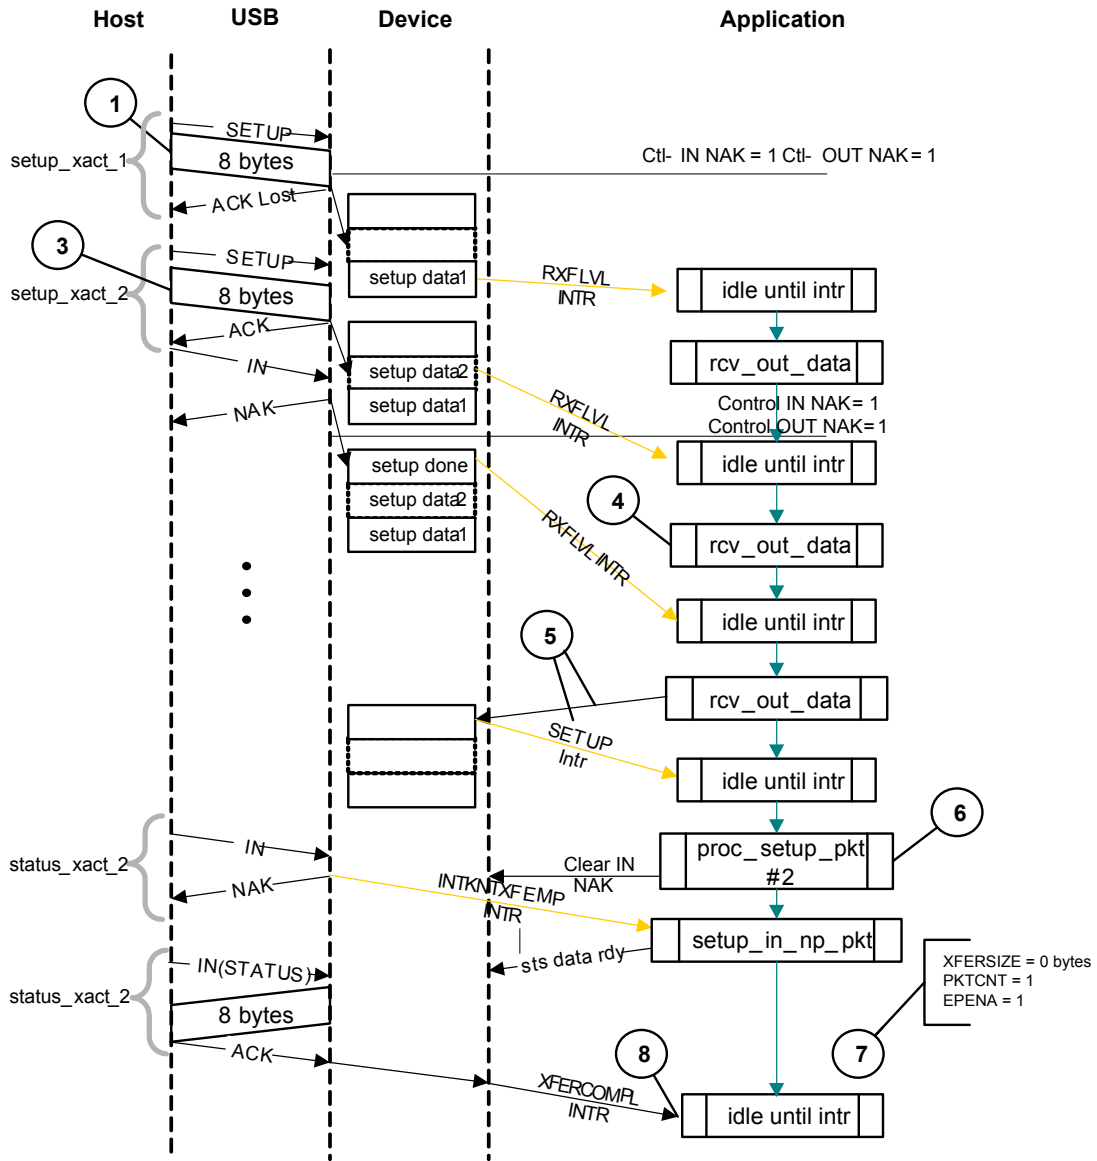 Host USB Device Application
1
SETUP
setup_xact_1
8 bytes
Ctl- IN NAK = 1 Ctl- OUT NAK= 1
ACK Lost
3
SETUP
setup data1
RXFLVL
INTR
idle until intr
setup_xact_2
8 bytes
ACK
IN
setup data2
rcv_out_data
NAK
setup data1
RXFLVL
INTR
Control IN NAK= 1
Control OUT NAK=1
setup done
idle until intr
setup data2
4
setup data1
RXFLVL INTR
rcv_out_data
idle until intr
5
rcv_out_data
SETUP
Intr
idle until intr
6
status_xact_2
IN
Clear IN
NAK
proc_setup_pkt
#2
NAK
INTKNTXFEMP
INTR
setup_in_np_pkt
sts data rdy
IN(STATUS)
XFERSIZE = 0 bytes
PKTCNT = 1
EPENA = 1
status_xact_2
8 bytes
ACK
8
7
XFERCOMPL
INTR
idle until intr